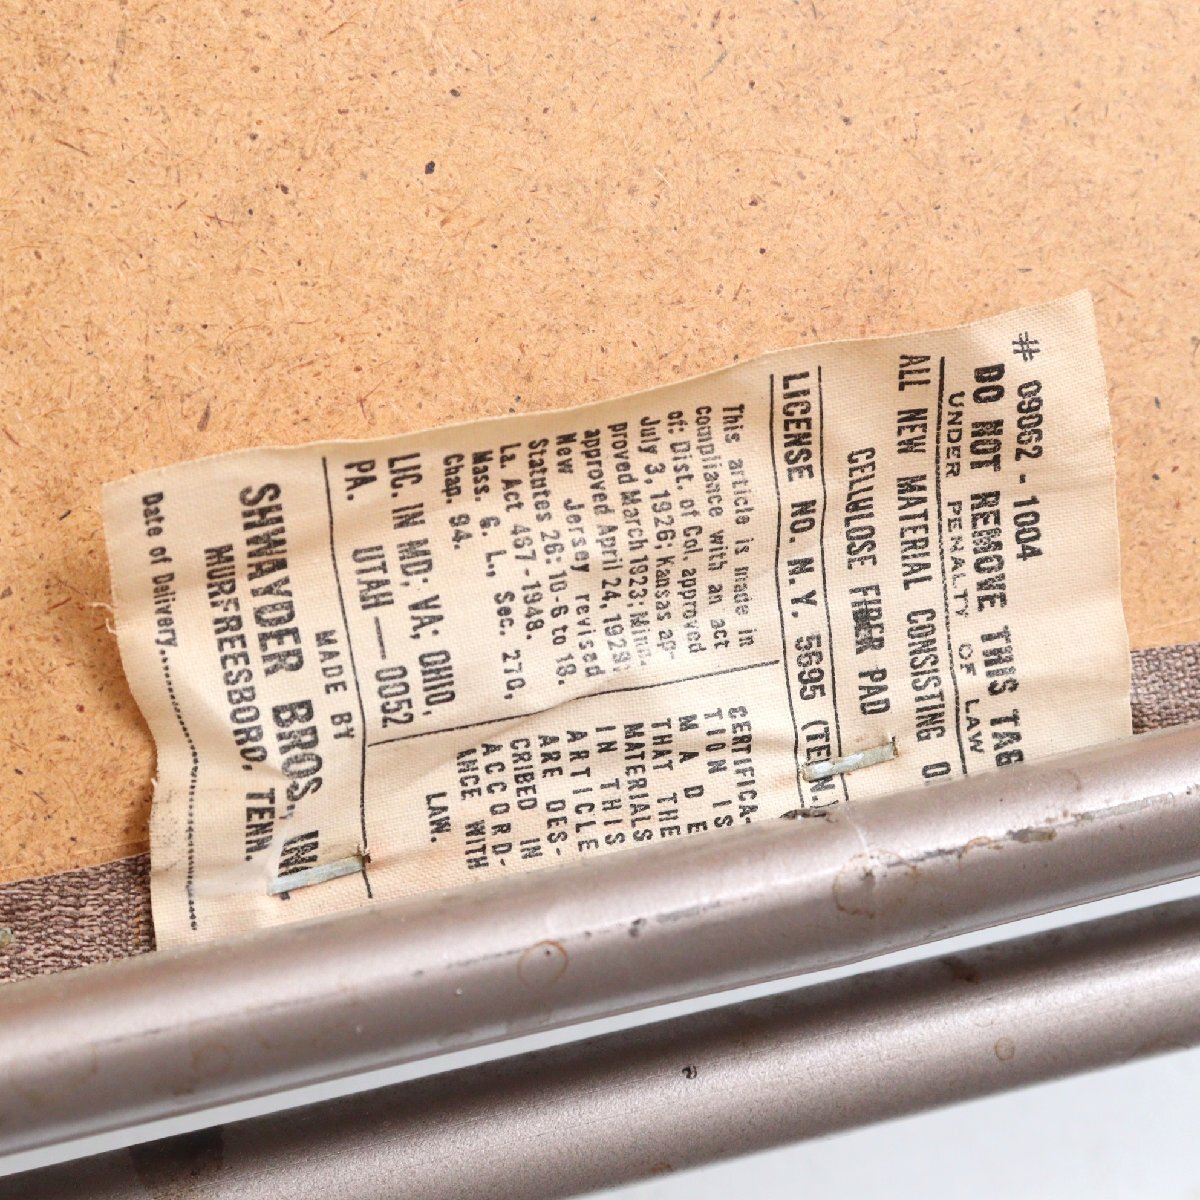 # 09062-1004
DO NOT REMOVE THIS TAG
UNDER PENALTY OF LAW
ALL NEW MATERIAL CONSISTING O
CELLULOSE FIBER PAD
LICENSE NO. N. Y. 5695 (TENN.)
This article is made in
compliance with an act
of: Dist. of Col. approved
July 3, 1926; Kansas ap-
proved March 1923; Minn.
approved April 24, 1929;
New Jersey revised
Statutes 26:10-6 to 18.
La. Act 467-1948.
Mass. G. L., Sec. 270,
Chap. 94.
CERTIFICA-
TION IS
MADE
THAT THE
MATERIALS
IN THIS
ARTICLE
ARE DES-
CRIBED IN
ACCORD-
ANCE WITH
LAW.
LIC. IN MD; VA; OHIO,
PA. UTAH — 0052
MADE BY
SHWAYDER BROS., IN
MURFREESBORO, TENN.
Date of Delivery